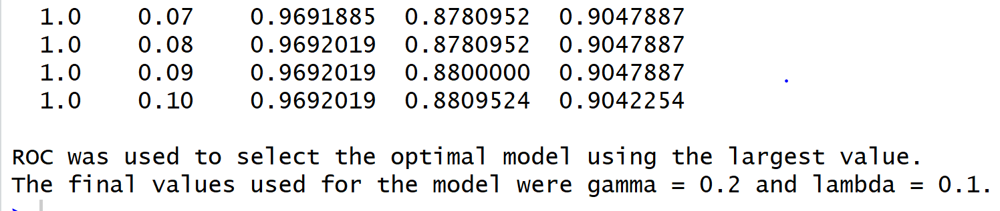 1.0 0.07 0.9691885 0.8780952 0.9047887
1.0 0.08 0.9692019 0.8780952 0.9047887
1.0 0.09 0.9692019 0.8800000 0.9047887
1.0 0.10 0.9692019 0.8809524 0.9042254
ROC was used to select the optimal model using the largest value.
The final values used for the model were gamma = 0.2 and lambda = 0.1.